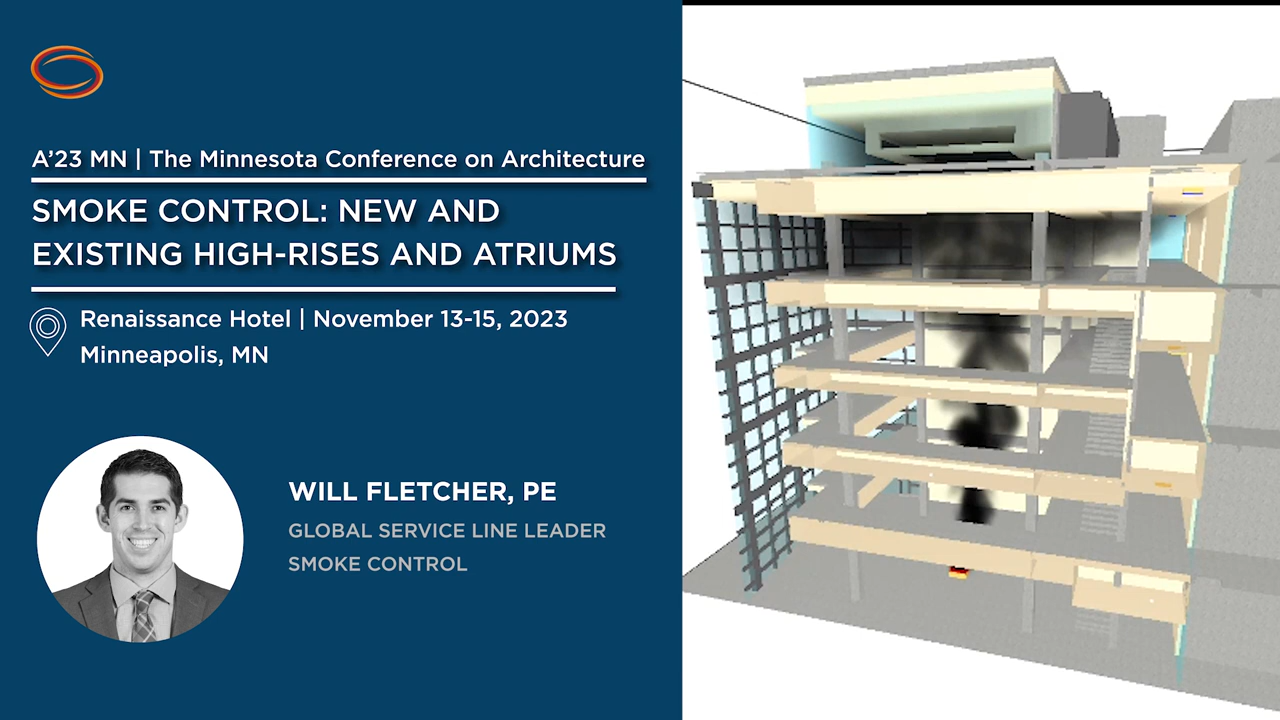 A'23 MN | The Minnesota Conference on Architecture
SMOKE CONTROL: NEW AND
EXISTING HIGH-RISES AND ATRIUMS
Renaissance Hotel | November 13-15, 2023
Minneapolis, MN
WILL FLETCHER, PE
GLOBAL SERVICE LINE LEADER
SMOKE CONTROL